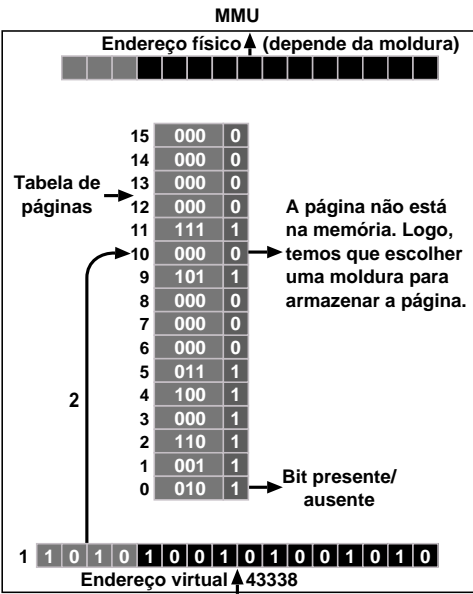 MMU
Endereço físico (depende da moldura)
15 000 0
14 000 0
Tabela de páginas
13 000 0
12 000 0
11 111 1
10 000 0
A página não está
na memória. Logo,
temos que escolher
uma moldura para
armazenar a página.
9 101 1
8 000 0
7 000 0
6 000 0
5 011 1
4 100 1
2
3 000 1
2 110 1
1 001 1
0 010 1
Bit presente/
ausente
1 1 0 1 0 1 0 0 1 0 1 0 0 1 0 1 0
Endereço virtual 43338